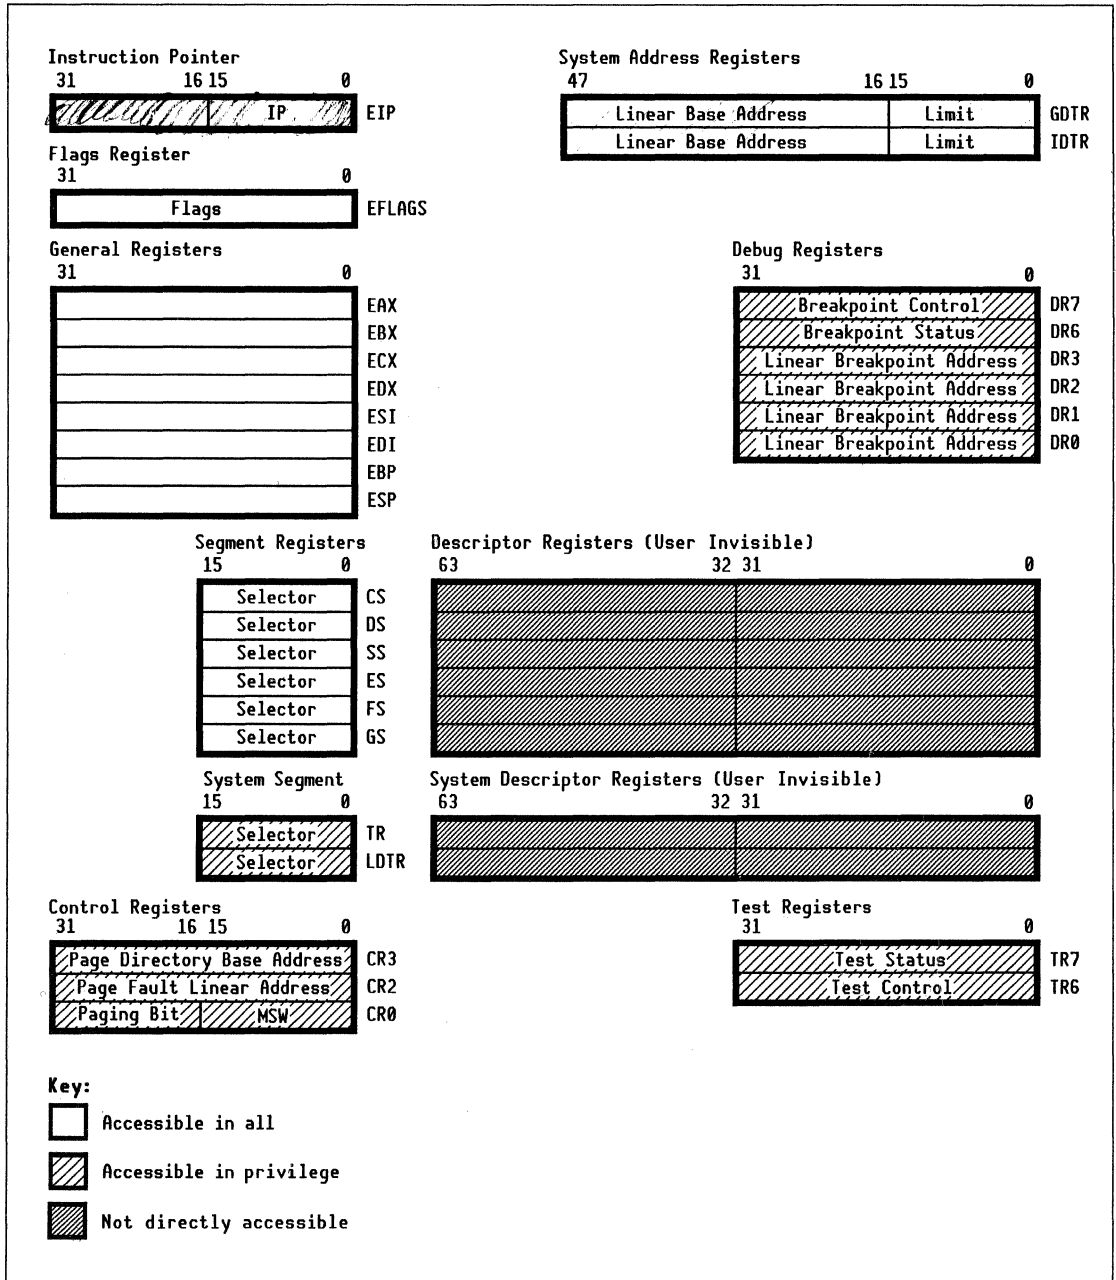 Instruction Pointer
31 16 15 0
IP EIP
Flags Register
31 0
Flags EFLAGS
General Registers
31 0
EAX
EBX
ECX
EDX
ESI
EDI
EBP
ESP
System Address Registers
47 16 15 0
Linear Base Address Limit GDTR
Linear Base Address Limit IDTR
Debug Registers
31 0
Breakpoint Control DR7
Breakpoint Status DR6
Linear Breakpoint Address DR3
Linear Breakpoint Address DR2
Linear Breakpoint Address DR1
Linear Breakpoint Address DR0
Segment Registers
15 0
Selector CS
Selector DS
Selector SS
Selector ES
Selector FS
Selector GS
Descriptor Registers (User Invisible)
63 32 31 0
System Segment
15 0
Selector TR
Selector LDTR
System Descriptor Registers (User Invisible)
63 32 31 0
Control Registers
31 16 15 0
Page Directory Base Address CR3
Page Fault Linear Address CR2
Paging Bit MSW CR0
Test Registers
31 0
Test Status TR7
Test Control TR6
Key:
Accessible in all
Accessible in privilege
Not directly accessible